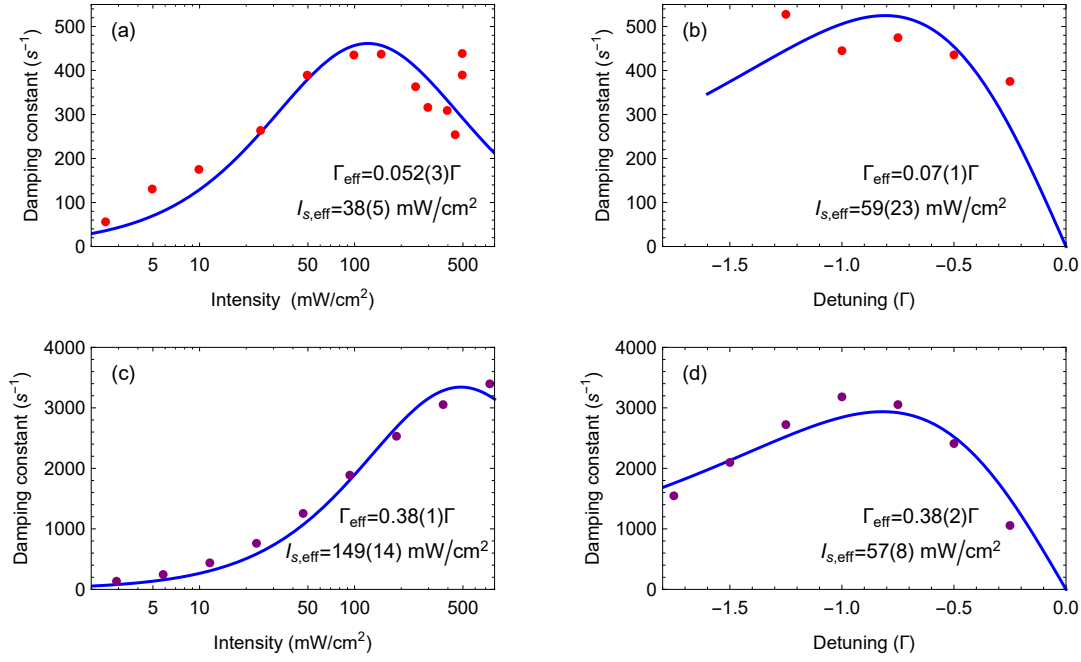 (a)
Damping constant (s⁻¹)
500
400
300
200
100
0
Γeff=0.052(3)Γ
Is,eff=38(5) mW/cm²
5 10 50 100 500
Intensity (mW/cm²)
(b)
Damping constant (s⁻¹)
500
400
300
200
100
0
Γeff=0.07(1)Γ
Is,eff=59(23) mW/cm²
−1.5 −1.0 −0.5 0.0
Detuning (Γ)
(c)
Damping constant (s⁻¹)
4000
3000
2000
1000
0
Γeff=0.38(1)Γ
Is,eff=149(14) mW/cm²
5 10 50 100 500
Intensity (mW/cm²)
(d)
Damping constant (s⁻¹)
4000
3000
2000
1000
0
Γeff=0.38(2)Γ
Is,eff=57(8) mW/cm²
−1.5 −1.0 −0.5 0.0
Detuning (Γ)